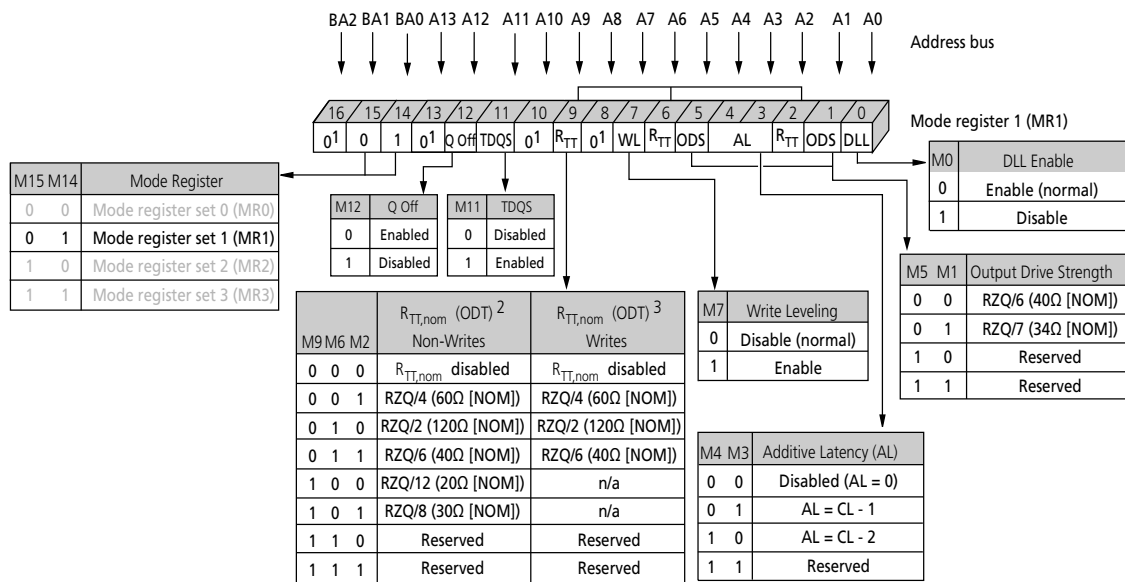 BA2 BA1 BA0 A13 A12 A11 A10 A9 A8 A7 A6 A5 A4 A3 A2 A1 A0
Address bus
16 15 14 13 12 11 10 9 8 7 6 5 4 3 2 1 0
0¹ 0 1 0¹ Q Off TDQS 0¹ RTT 0¹ WL RTT ODS AL RTT ODS DLL
Mode register 1 (MR1)
M15 M14 Mode Register
0 0 Mode register set 0 (MR0)
0 1 Mode register set 1 (MR1)
1 0 Mode register set 2 (MR2)
1 1 Mode register set 3 (MR3)
M12 Q Off
0 Enabled
1 Disabled
M11 TDQS
0 Disabled
1 Enabled
M0 DLL Enable
0 Enable (normal)
1 Disable
M5 M1 Output Drive Strength
0 0 RZQ/6 (40Ω [NOM])
0 1 RZQ/7 (34Ω [NOM])
1 0 Reserved
1 1 Reserved
M9 M6 M2 RTT,nom (ODT) ² Non-Writes RTT,nom (ODT) ³ Writes
0 0 0 RTT,nom disabled RTT,nom disabled
0 0 1 RZQ/4 (60Ω [NOM]) RZQ/4 (60Ω [NOM])
0 1 0 RZQ/2 (120Ω [NOM]) RZQ/2 (120Ω [NOM])
0 1 1 RZQ/6 (40Ω [NOM]) RZQ/6 (40Ω [NOM])
1 0 0 RZQ/12 (20Ω [NOM]) n/a
1 0 1 RZQ/8 (30Ω [NOM]) n/a
1 1 0 Reserved Reserved
1 1 1 Reserved Reserved
M7 Write Leveling
0 Disable (normal)
1 Enable
M4 M3 Additive Latency (AL)
0 0 Disabled (AL = 0)
0 1 AL = CL - 1
1 0 AL = CL - 2
1 1 Reserved